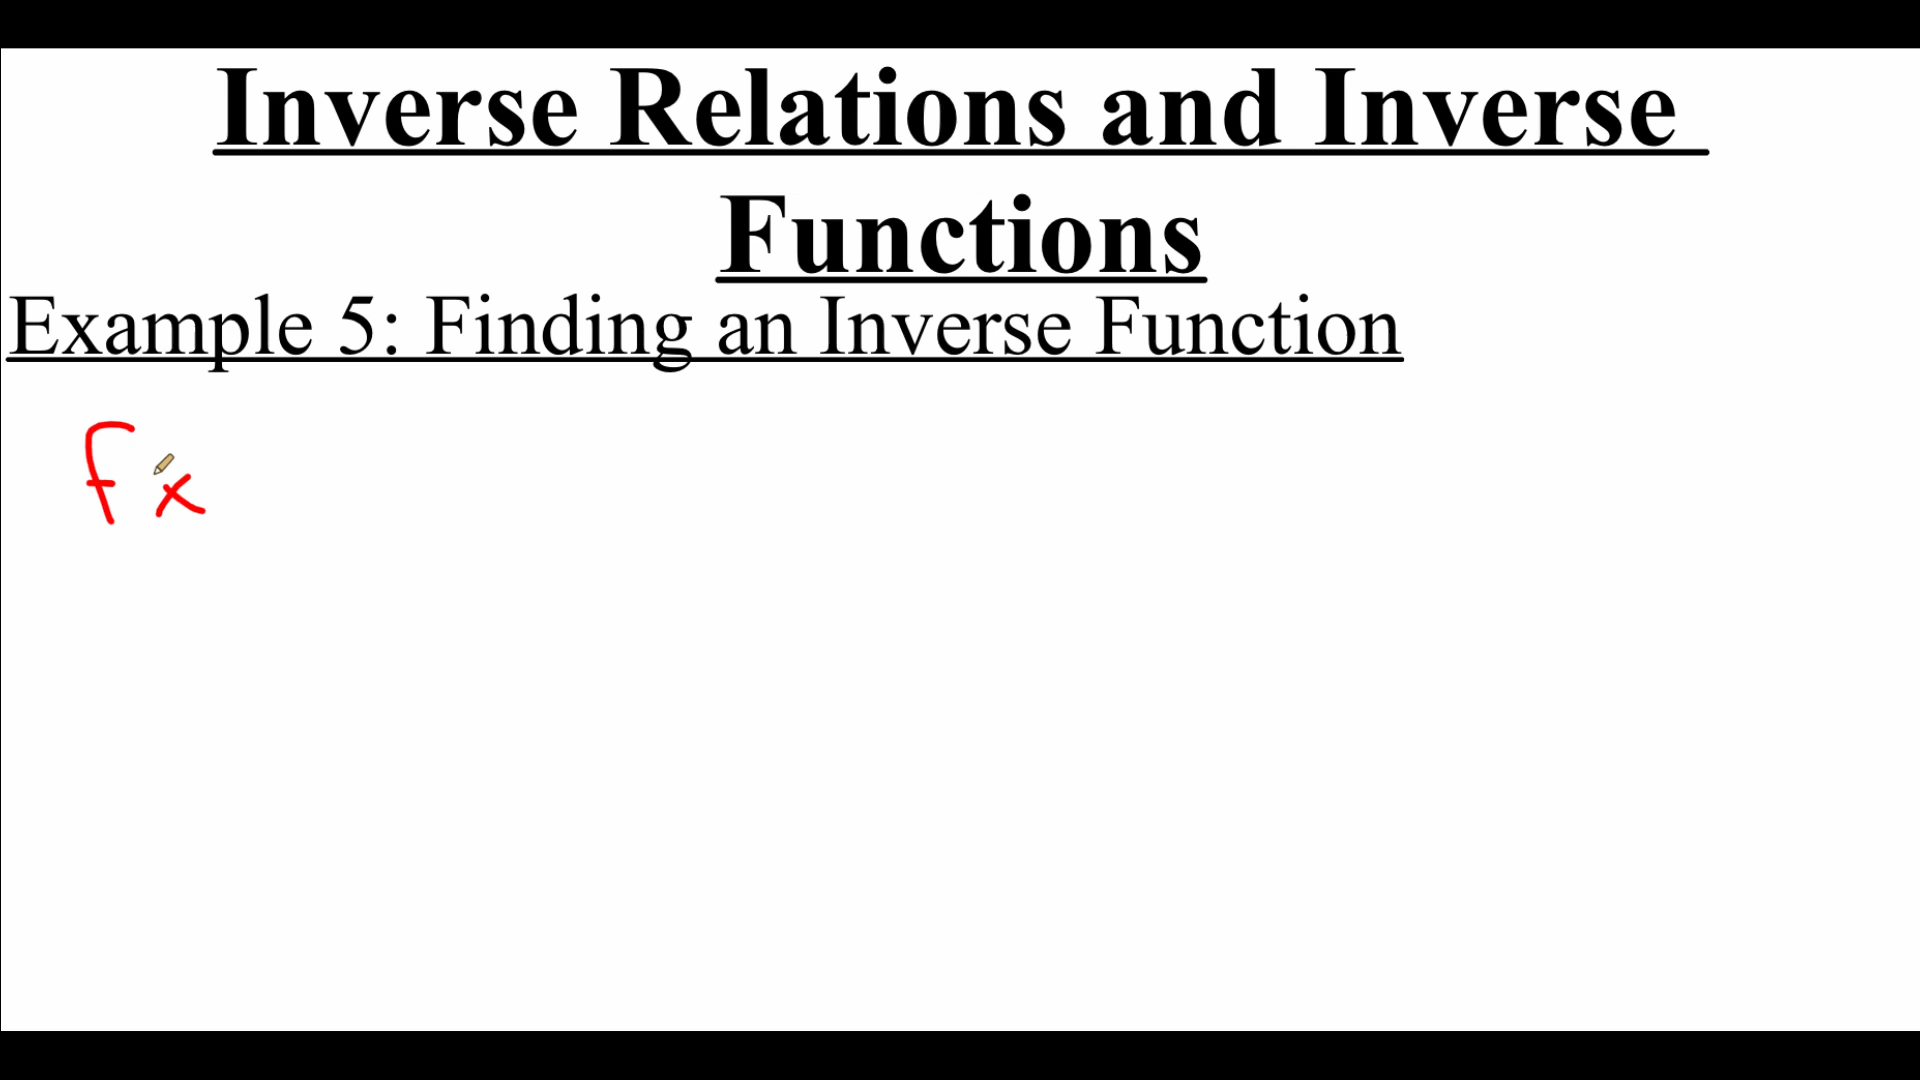 Inverse Relations and Inverse
Functions
Example 5: Finding an Inverse Function
f x